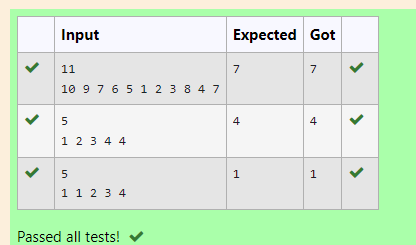 Input Expected Got
11 7 7
10 9 7 6 5 1 2 3 8 4 7
5 4 4
1 2 3 4 4
5 1 1
1 1 2 3 4
Passed all tests!